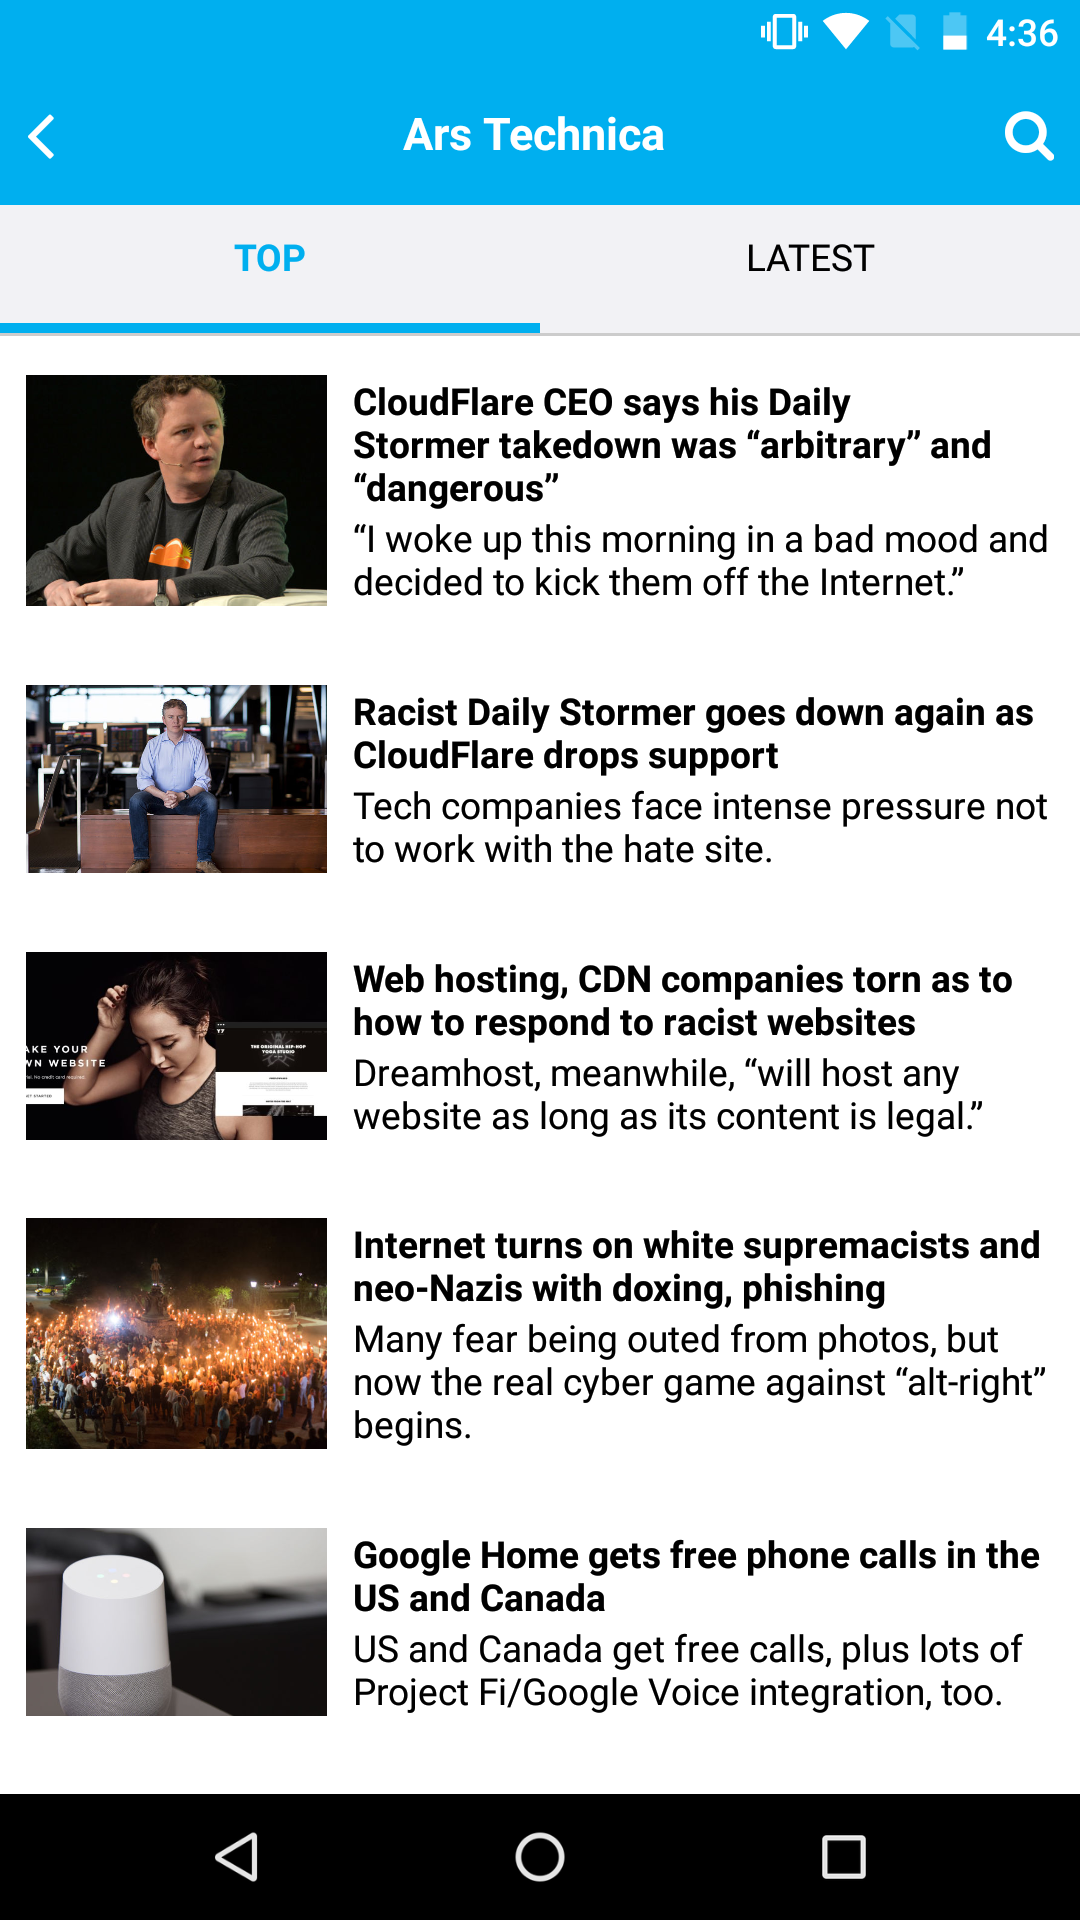 4:36
Ars Technica
TOP
LATEST
CloudFlare CEO says his Daily
Stormer takedown was “arbitrary” and
“dangerous”
“I woke up this morning in a bad mood and
decided to kick them off the Internet.”
Racist Daily Stormer goes down again as
CloudFlare drops support
Tech companies face intense pressure not
to work with the hate site.
AKE YOUR
WN WEBSITE
THE ORIGINAL HIP-HOP
YOGA STUDIO
Web hosting, CDN companies torn as to
how to respond to racist websites
Dreamhost, meanwhile, “will host any
website as long as its content is legal.”
Internet turns on white supremacists and
neo-Nazis with doxing, phishing
Many fear being outed from photos, but
now the real cyber game against “alt-right”
begins.
Google Home gets free phone calls in the
US and Canada
US and Canada get free calls, plus lots of
Project Fi/Google Voice integration, too.